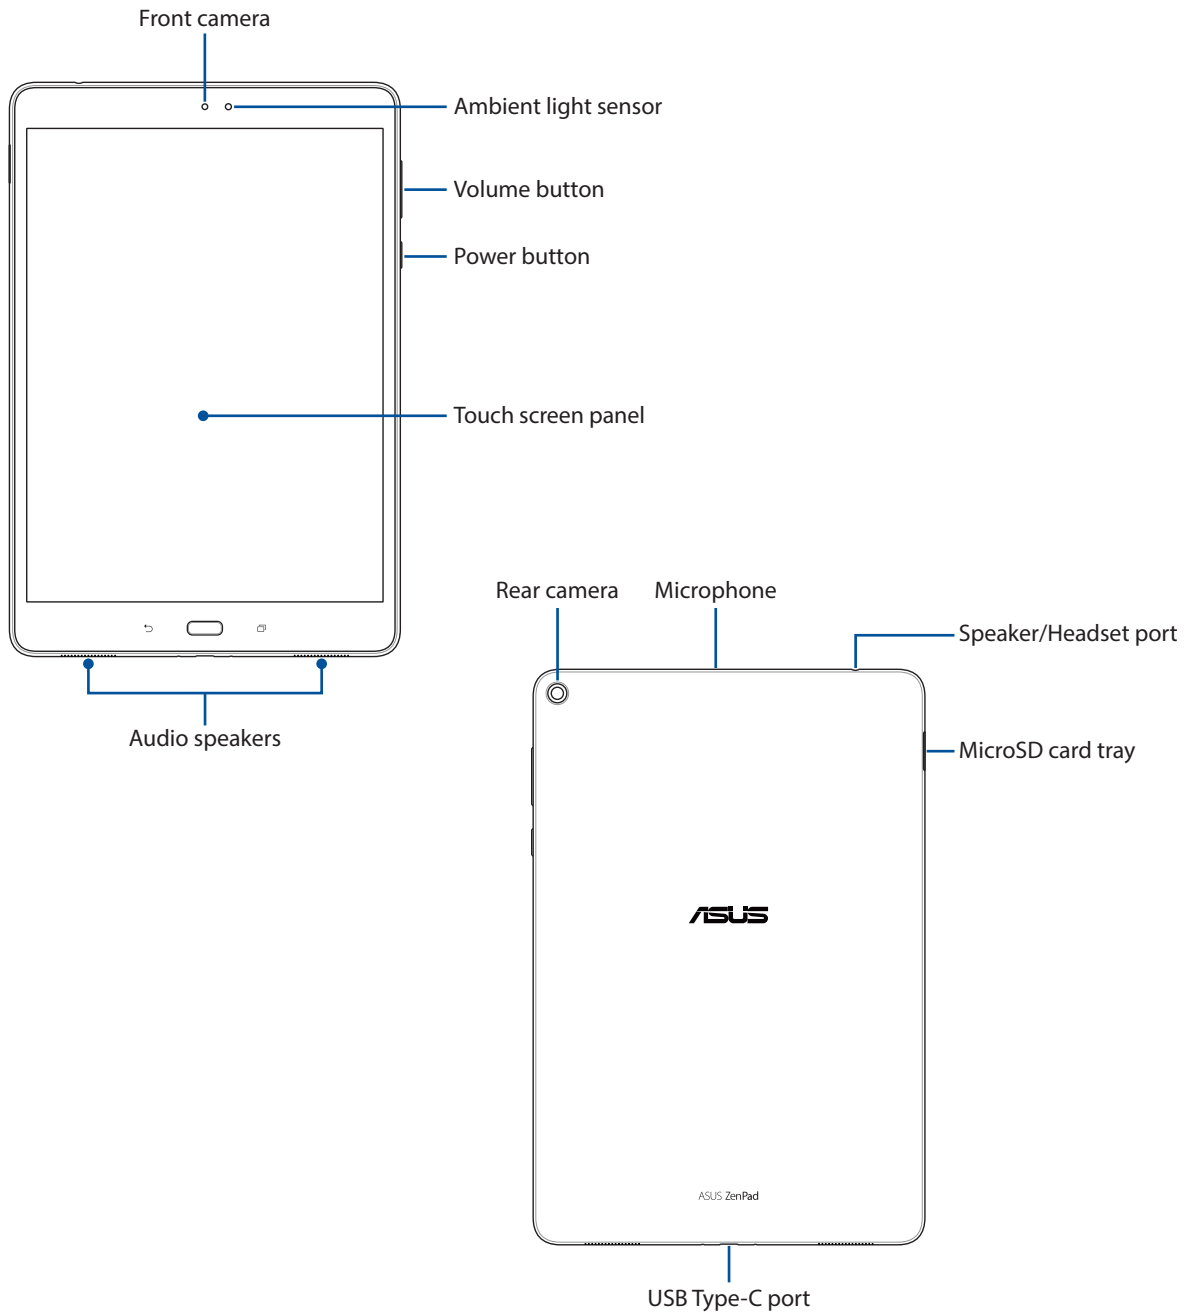 Front camera
Ambient light sensor
Volume button
Power button
Touch screen panel
Audio speakers
Rear camera
Microphone
Speaker/Headset port
MicroSD card tray
ASUS
ASUS ZenPad
USB Type-C port